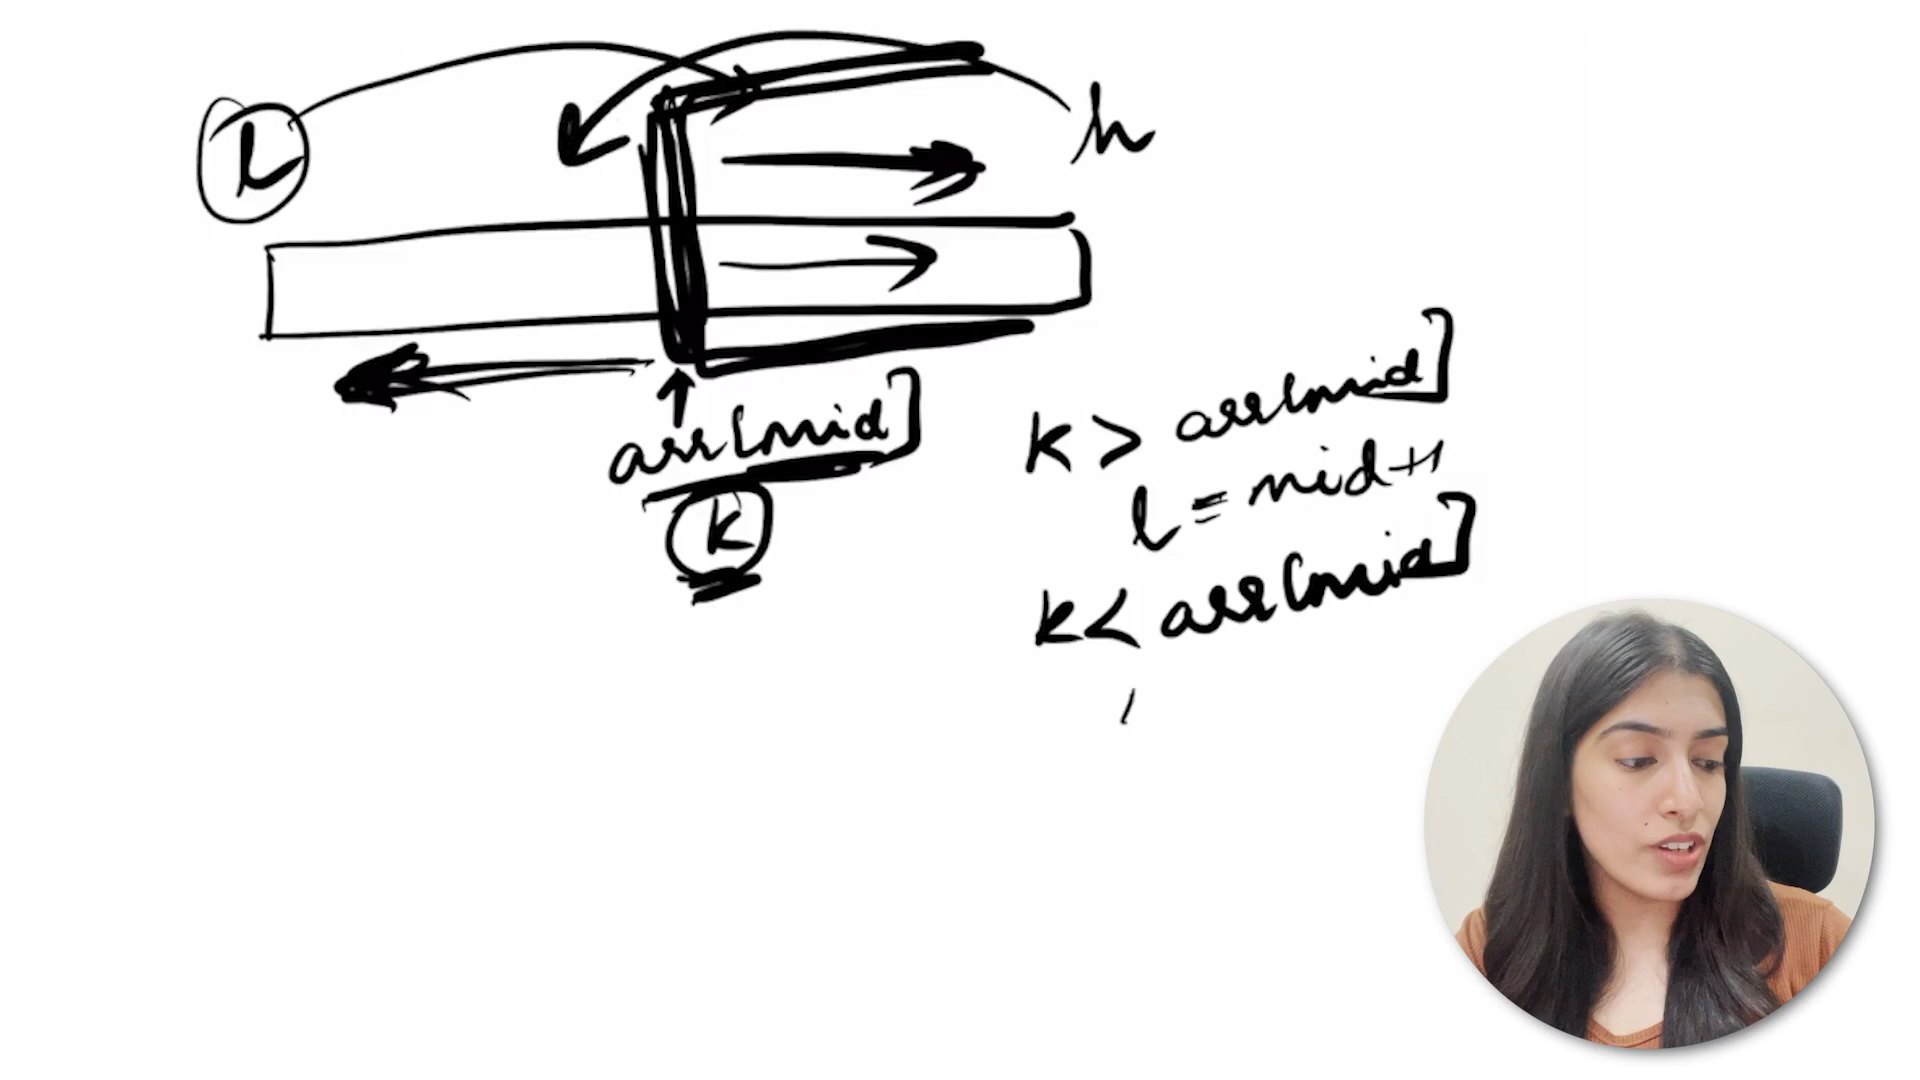 l
h
arr[mid]
k
k > arr[mid]
l = mid+1
k < arr[mid]